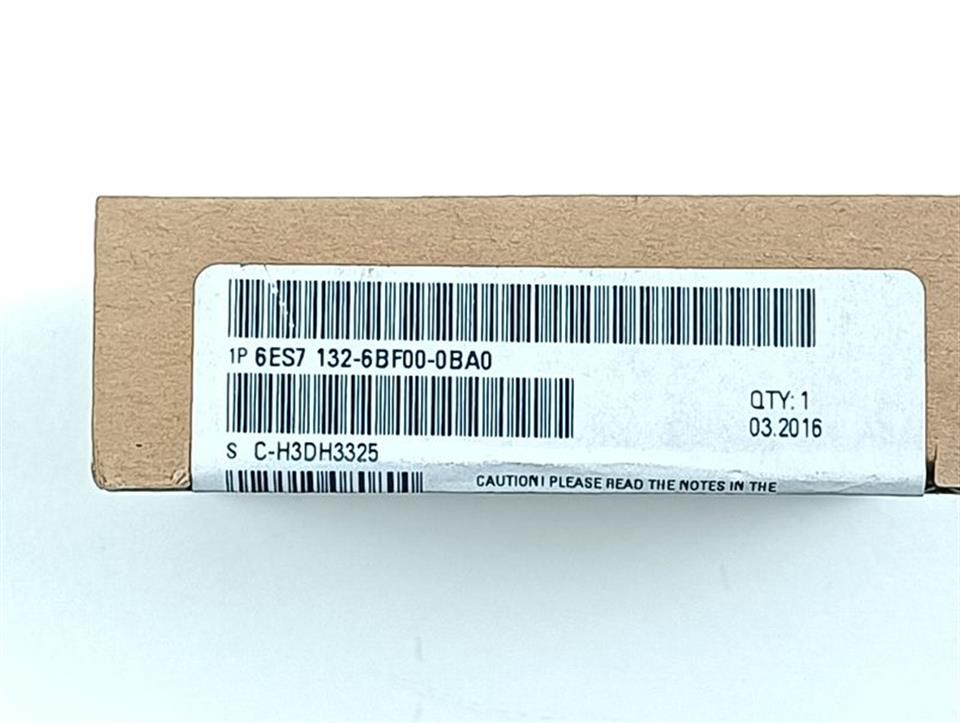 1P 6ES7 132-6BF00-0BA0
QTY: 1
03.2016
S C-H3DH3325
CAUTION! PLEASE READ THE NOTES IN THE